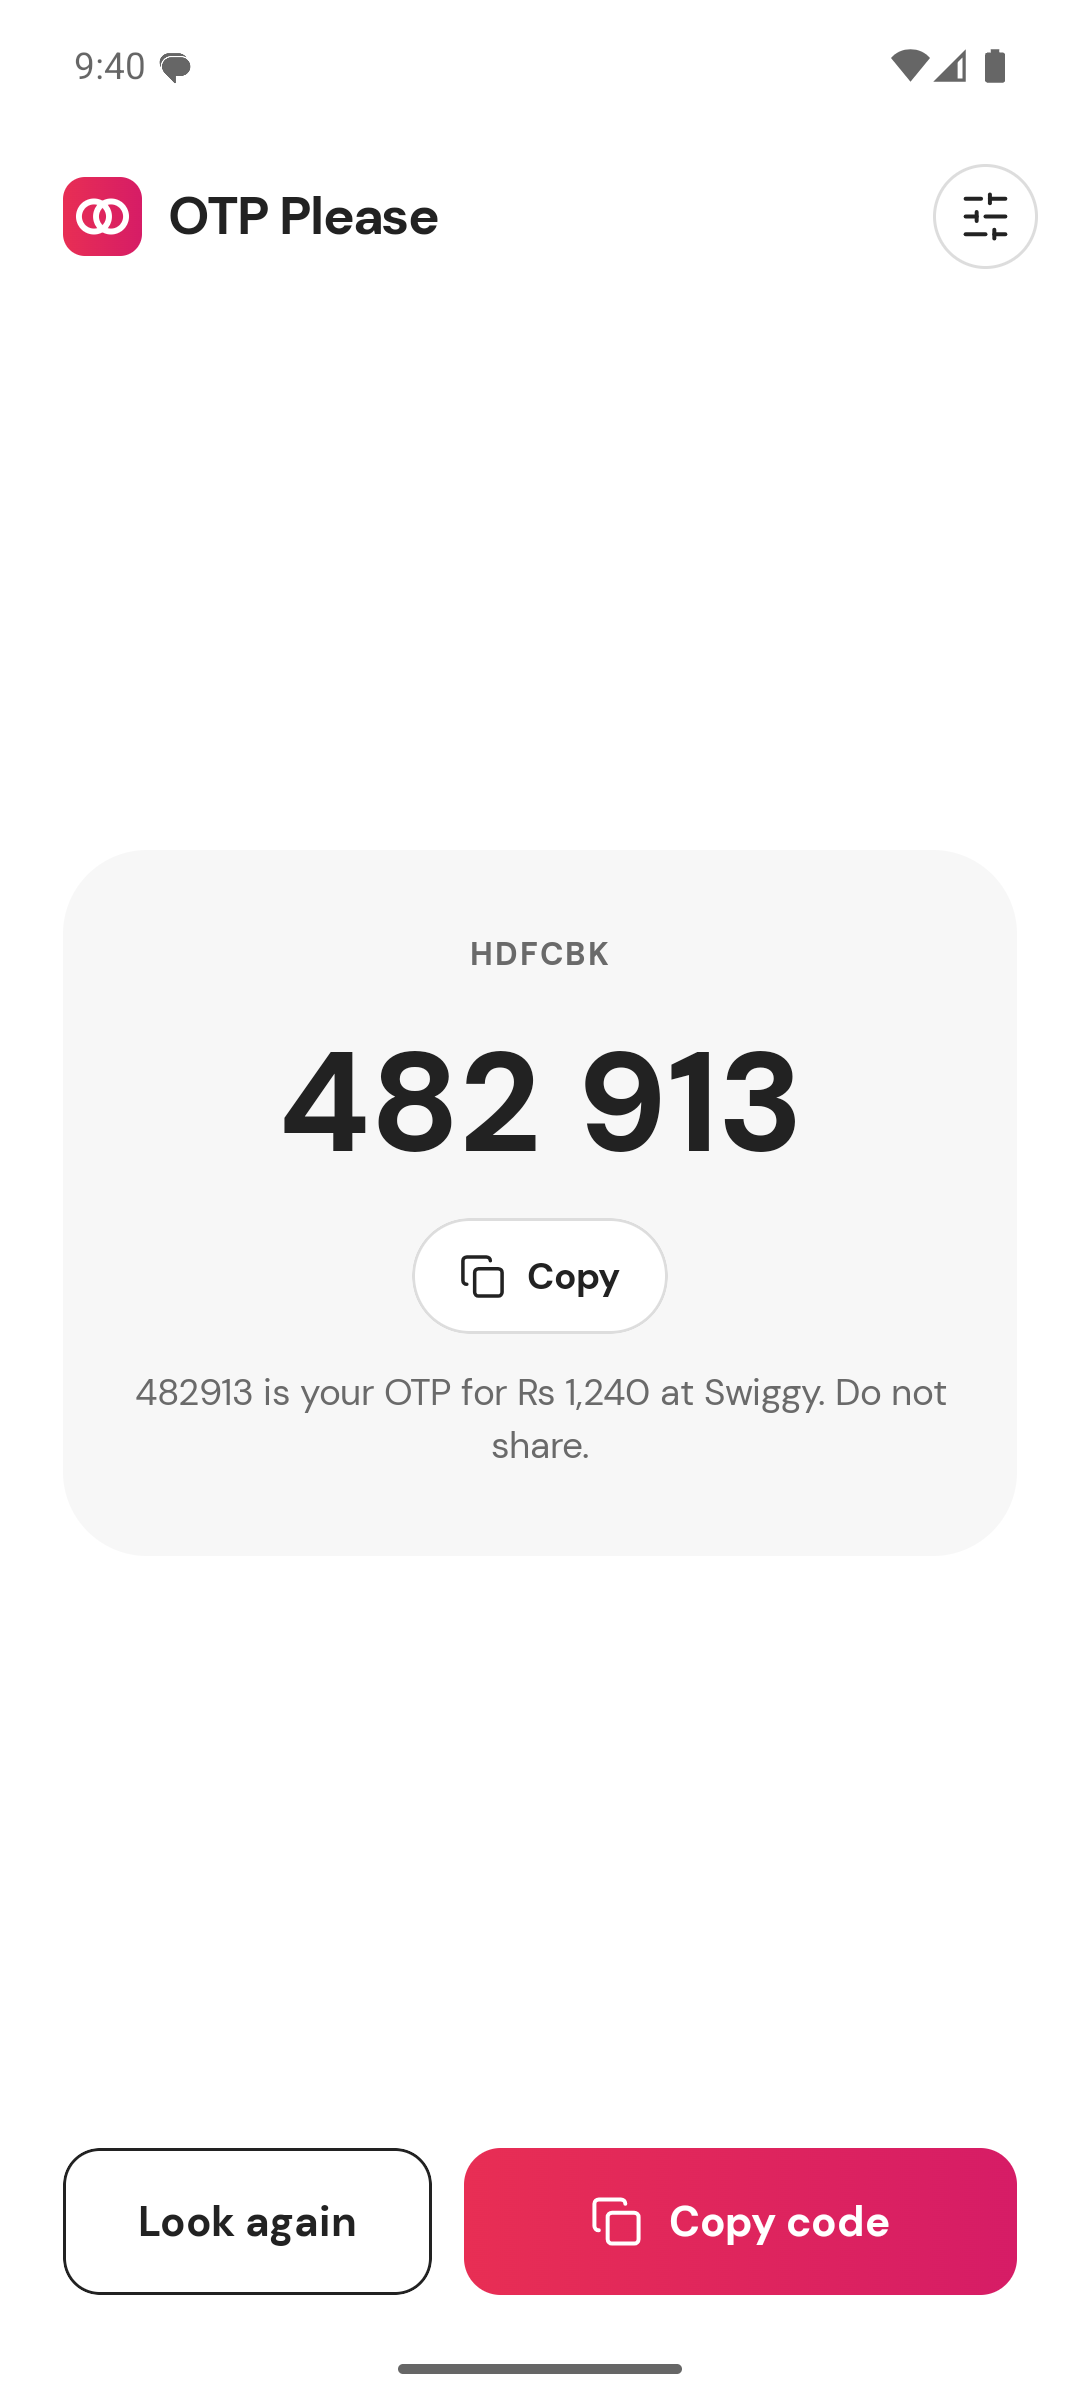 9:40
OTP Please
HDFCBK
482 913
Copy
482913 is your OTP for Rs 1,240 at Swiggy. Do not
share.
Look again
Copy code